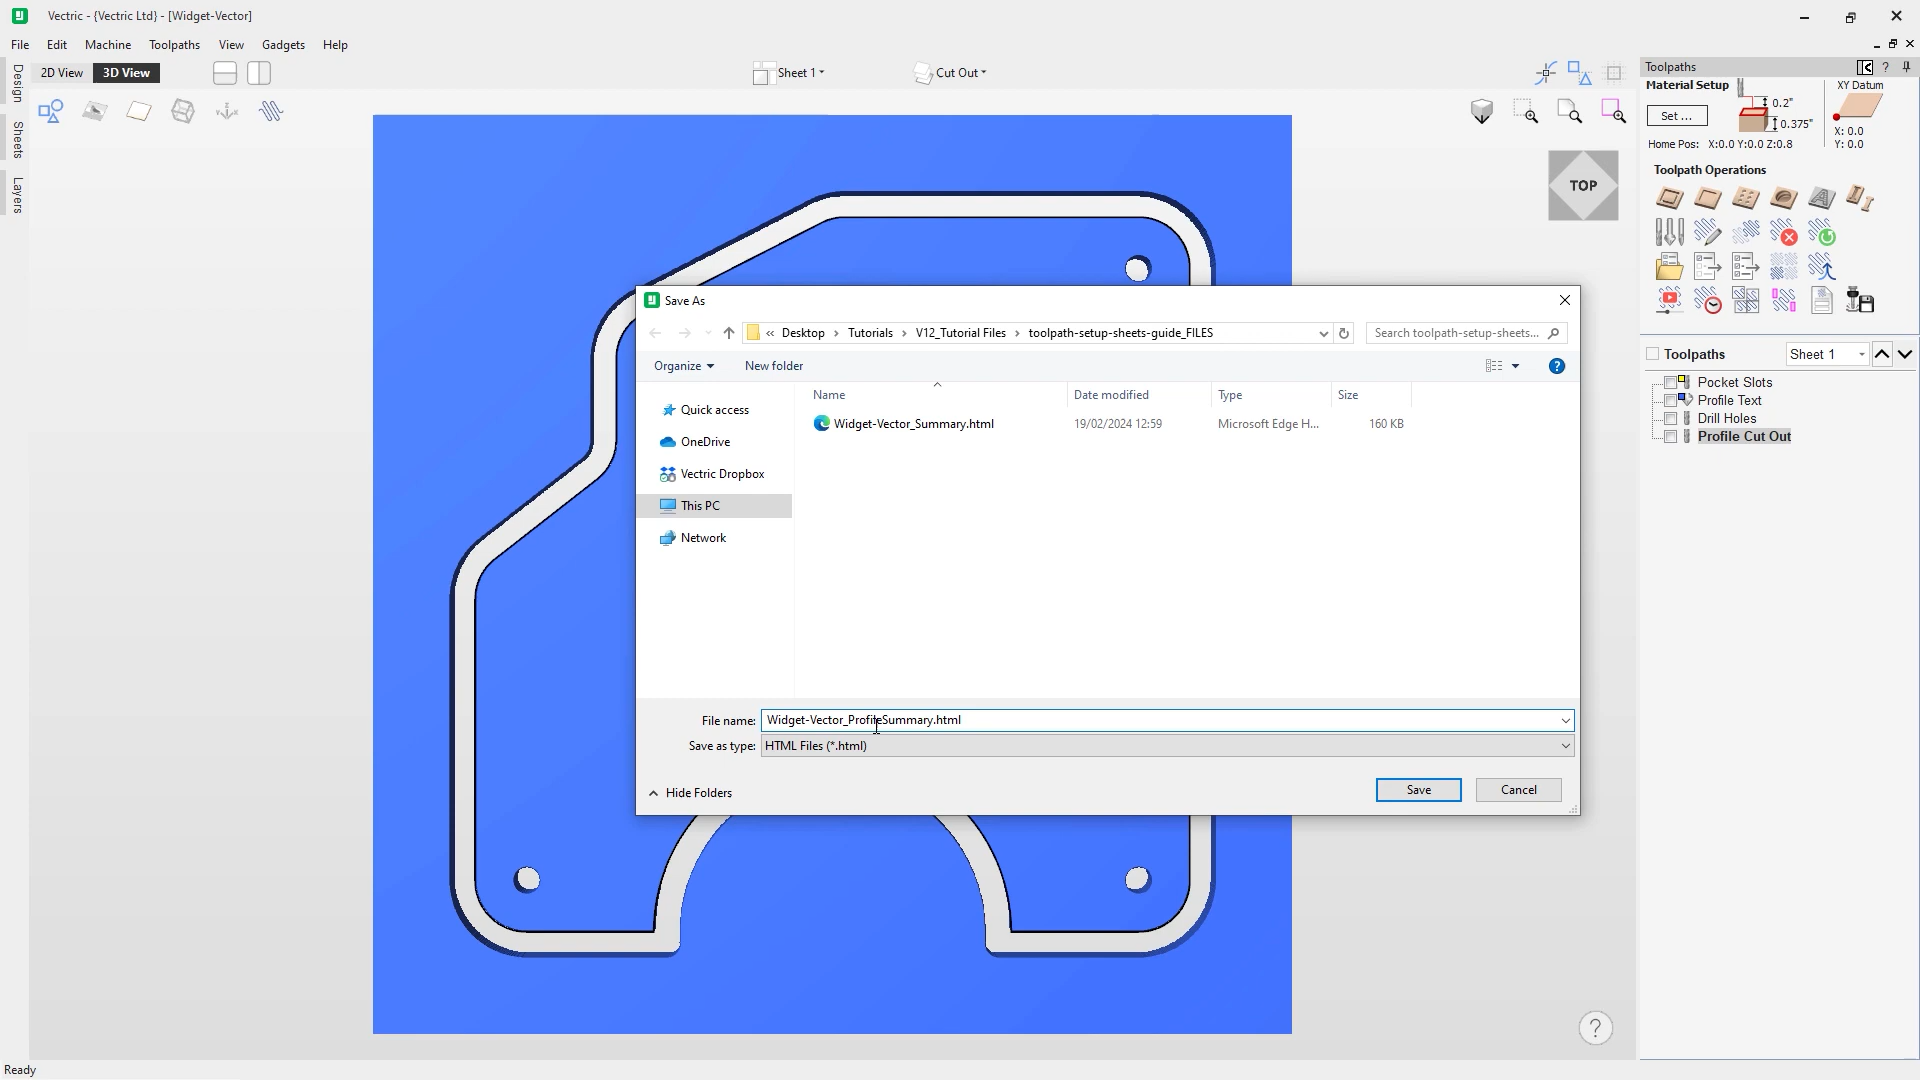 Vectric - {Vectric Ltd} - [Widget-Vector]
File Edit Machine Toolpaths View Gadgets Help
2D View 3D View
Sheet 1
Cut Out
Design
Sheets
Layers
TOP
Save As
« Desktop › Tutorials › V12_Tutorial Files › toolpath-setup-sheets-guide_FILES
Search toolpath-setup-sheets...
Organize New folder
Name Date modified Type Size
Widget-Vector_Summary.html 19/02/2024 12:59 Microsoft Edge H... 160 KB
Quick access
OneDrive
Vectric Dropbox
This PC
Network
File name: Widget-Vector_ProfileSummary.html
Save as type: HTML Files (*.html)
Hide Folders
Save Cancel
Toolpaths
?
Material Setup
XY Datum
Set ...
0.2"
0.375"
X: 0.0
Y: 0.0
Home Pos: X:0.0 Y:0.0 Z:0.8
Toolpath Operations
Toolpaths Sheet 1
Pocket Slots
Profile Text
Drill Holes
Profile Cut Out
?
Ready